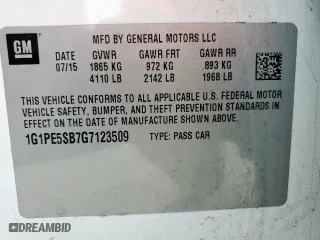 GM
MFD BY GENERAL MOTORS LLC
DATE GVWR GAWR FRT GAWR RR
07/15 1865 KG 972 KG 893 KG
4110 LB 2142 LB 1968 LB
THIS VEHICLE CONFORMS TO ALL APPLICABLE U.S. FEDERAL MOTOR
VEHICLE SAFETY, BUMPER, AND THEFT PREVENTION STANDARDS IN
EFFECT ON THE DATE OF MANUFACTURE SHOWN ABOVE.
1G1PE5SB7G7123509 TYPE: PASS CAR
© DEALERSHIP.CC